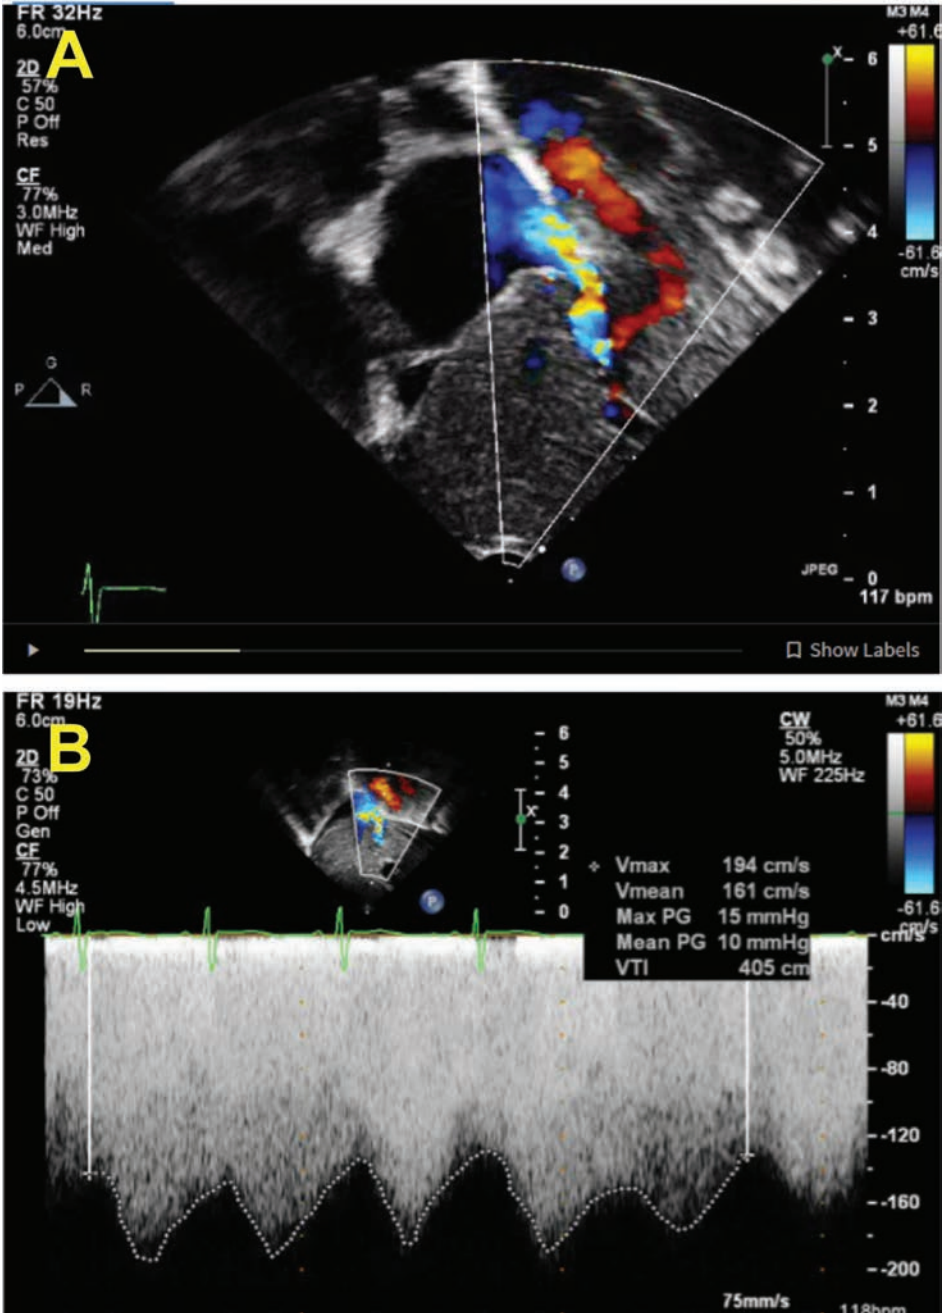 FR 32Hz
6.0cm
A
2D
57%
C 50
P Off
Res
CF
77%
3.0MHz
WF High
Med
M3 M4
+61.6
-61.6
cm/s
X
6
5
4
3
2
1
0
G
P R
P
JPEG
117 bpm
Show Labels
FR 19Hz
6.0cm
B
2D
73%
C 50
P Off
Gen
CF
77%
4.5MHz
WF High
Low
X
6
5
4
3
2
1
0
P
CW
50%
5.0MHz
WF 225Hz
M3 M4
+61.6
-61.6
cm/s
Vmax 194 cm/s
Vmean 161 cm/s
Max PG 15 mmHg
Mean PG 10 mmHg
VTI 405 cm
cm/s
-40
-80
-120
-160
-200
75mm/s
118bpm